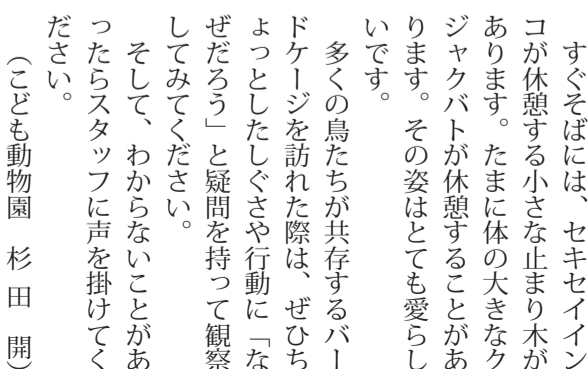 すぐそばには、セキセイイン
コが休憩する小さな止まり木が
あります。たまに体の大きなク
ジャクバトが休憩することがあ
ります。その姿はとても愛らし
いです。
多くの鳥たちが共存するバー
ドケージを訪れた際は、ぜひち
ょっとしたしぐさや行動に「な
ぜだろう」と疑問を持って観察
してみてください。
そして、わからないことがあ
ったらスタッフに声を掛けてく
ださい。
（こども動物園　杉田　開）